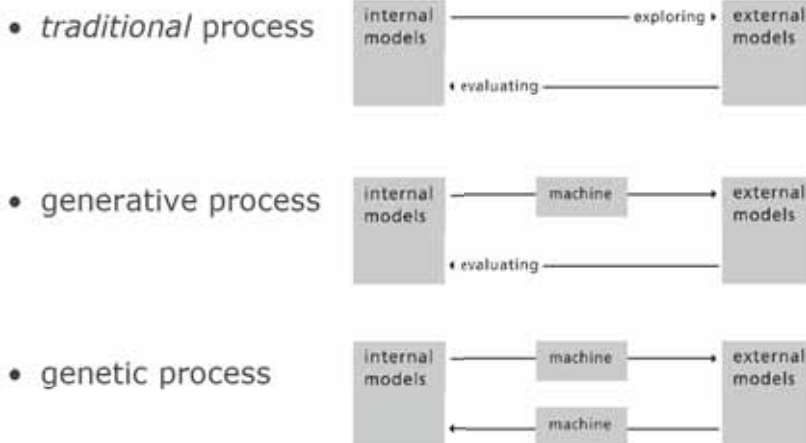 • traditional process
internal models
exploring
external models
evaluating
• generative process
internal models
machine
external models
evaluating
• genetic process
internal models
machine
external models
machine